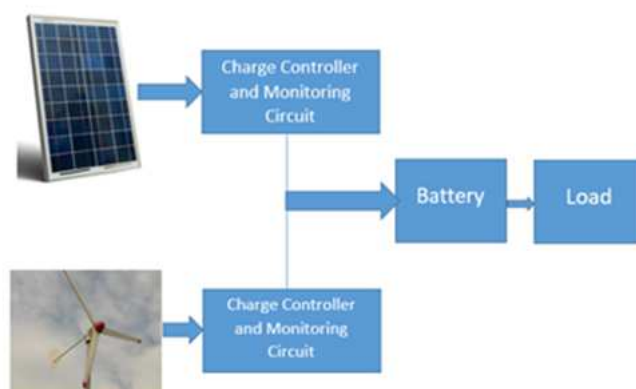 Charge Controller
and Monitoring
Circuit
Battery
Load
Charge Controller
and Monitoring
Circuit